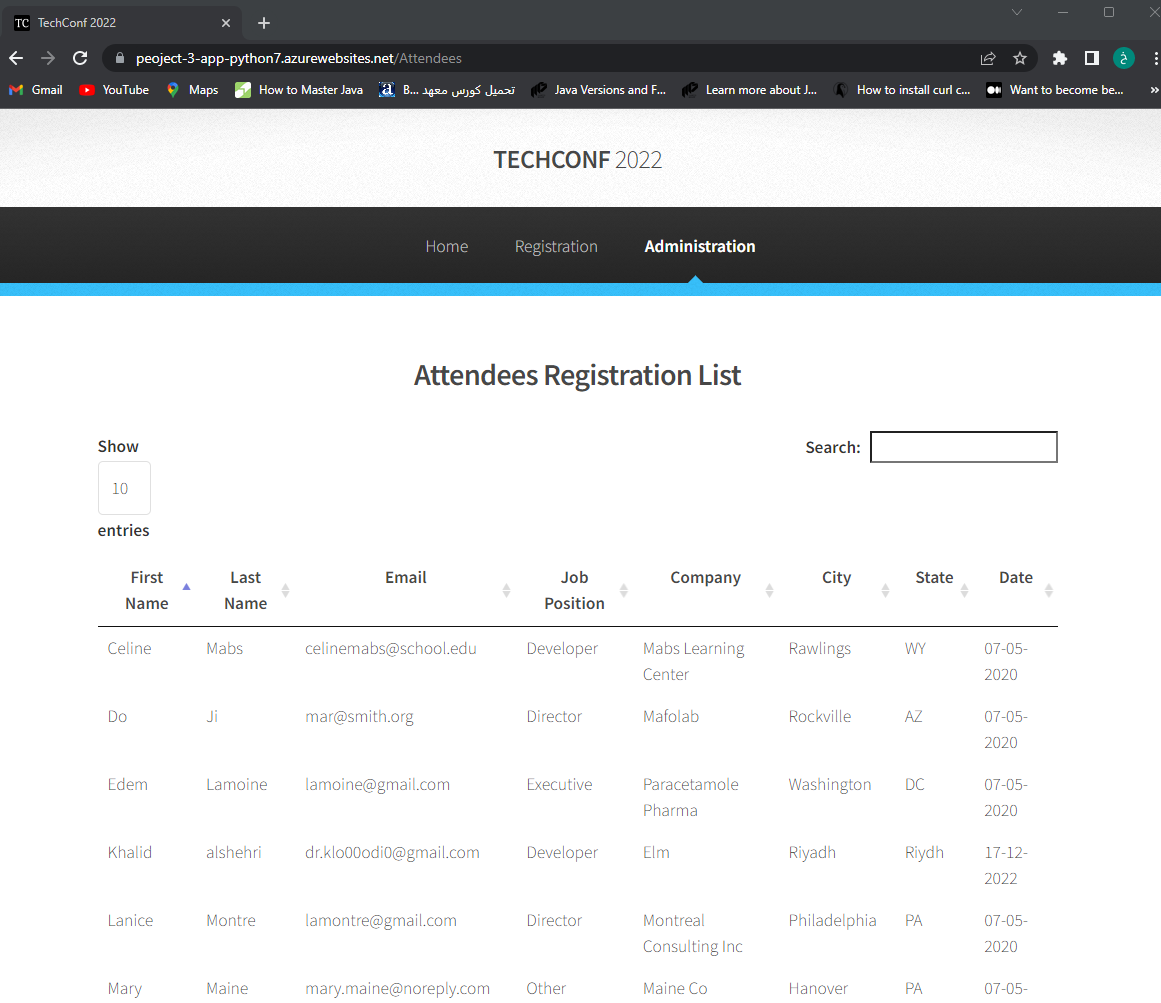 TC TechConf 2022
peoject-3-app-python7.azurewebsites.net/Attendees
خ
Gmail YouTube Maps How to Master Java a B... تحميل كورس معهد Java Versions and F... Learn more about J... How to install curl c... Want to become be... »
TECHCONF 2022
Home Registration Administration
Attendees Registration List
Show
Search:
10
entries
First Name Last Name Email Job Position Company City State Date
Celine Mabs celinemabs@school.edu Developer Mabs Learning Rawlings WY 07-05-
Center 2020
Do Ji mar@smith.org Director Mafolab Rockville AZ 07-05-
2020
Edem Lamoine lamoine@gmail.com Executive Paracetamole Washington DC 07-05-
Pharma 2020
Khalid alshehri dr.klo00odi0@gmail.com Developer Elm Riyadh Riydh 17-12-
2022
Lanice Montre lamontre@gmail.com Director Montreal Philadelphia PA 07-05-
Consulting Inc 2020
Mary Maine mary.maine@noreply.com Other Maine Co Hanover PA 07-05-